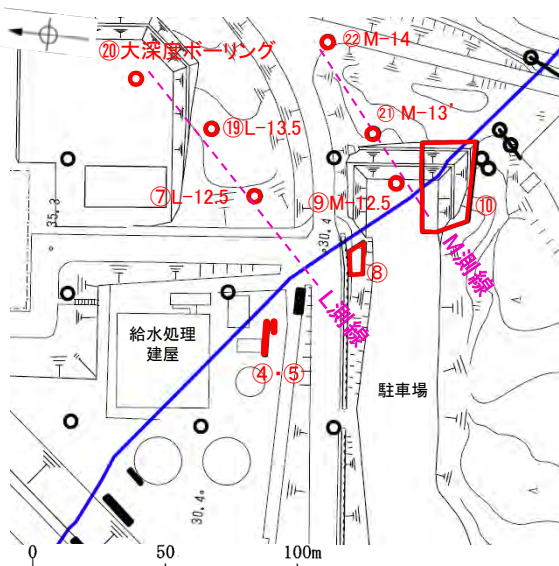 ⑳大深度ボーリング
㉒M-14
⑲L-13.5
㉑M-13'
⑦L-12.5
⑨M-12.5
⑩
35.3
30.4
⑧
M測線
L測線
給水処理
建屋
④・⑤
駐車場
30.4
0 50 100m